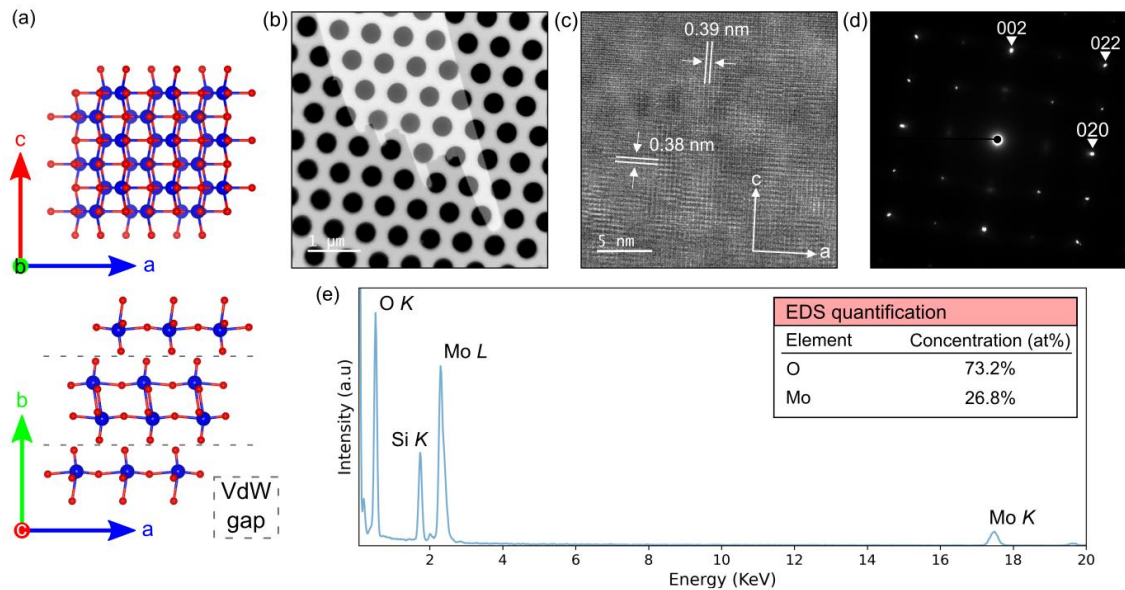 (a)
c
b
a
b
c
a
VdW
gap
(b)
1 μm
(c)
0.39 nm
0.38 nm
c
a
5 nm
(d)
002
022
020
(e)
O K
Si K
Mo L
Mo K
EDS quantification
Element Concentration (at%)
O 73.2%
Mo 26.8%
Intensity (a.u)
2 4 6 8 10 12 14 16 18 20
Energy (KeV)